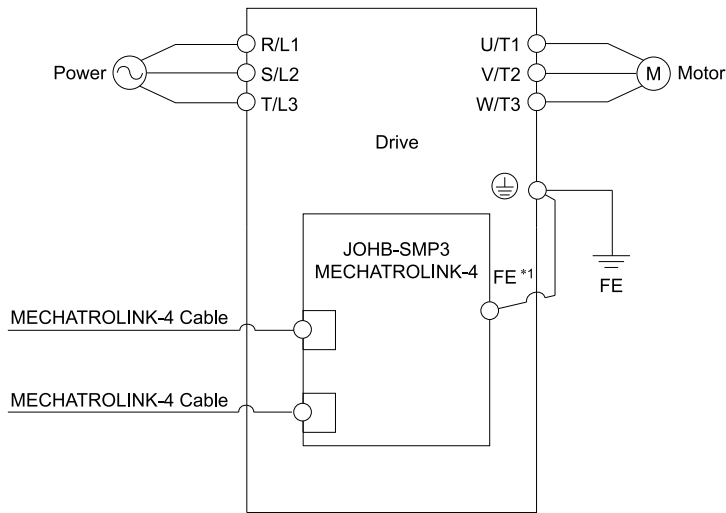 R/L1
U/T1
Power
S/L2
V/T2
M
Motor
T/L3
W/T3
Drive
JOHB-SMP3
MECHATROLINK-4
FE *1
FE
MECHATROLINK-4 Cable
MECHATROLINK-4 Cable